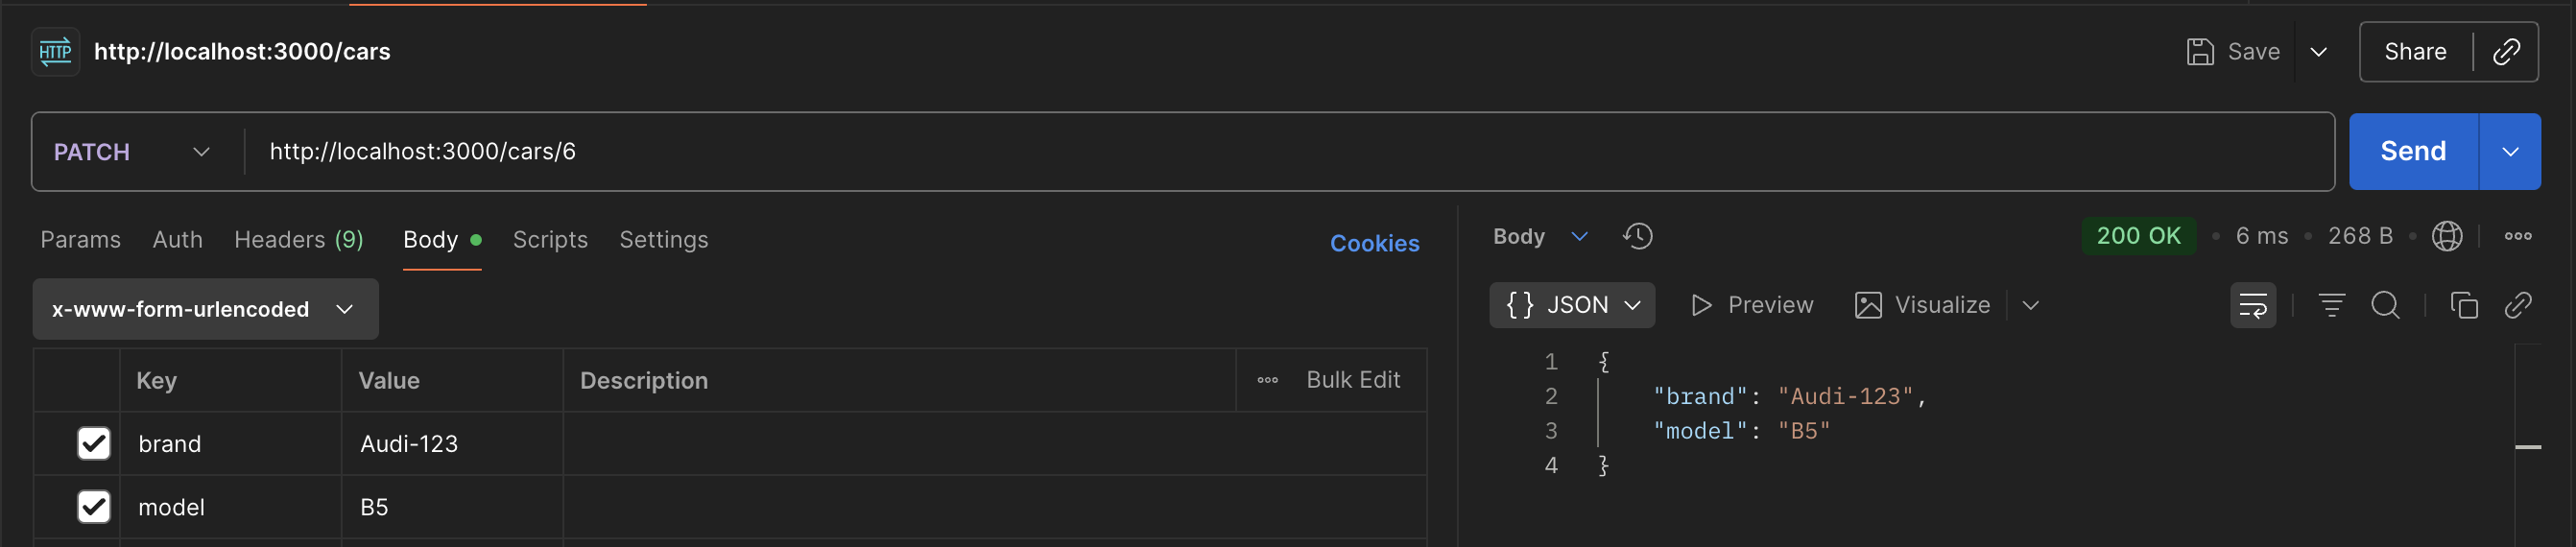 HTTP http://localhost:3000/cars Save Share
PATCH http://localhost:3000/cars/6 Send
Params Auth Headers (9) Body Scripts Settings Cookies
x-www-form-urlencoded
Key Value Description Bulk Edit
brand Audi-123
model B5
Body 200 OK 6 ms 268 B
{ } JSON Preview Visualize
1 {
2 "brand": "Audi-123",
3 "model": "B5"
4 }